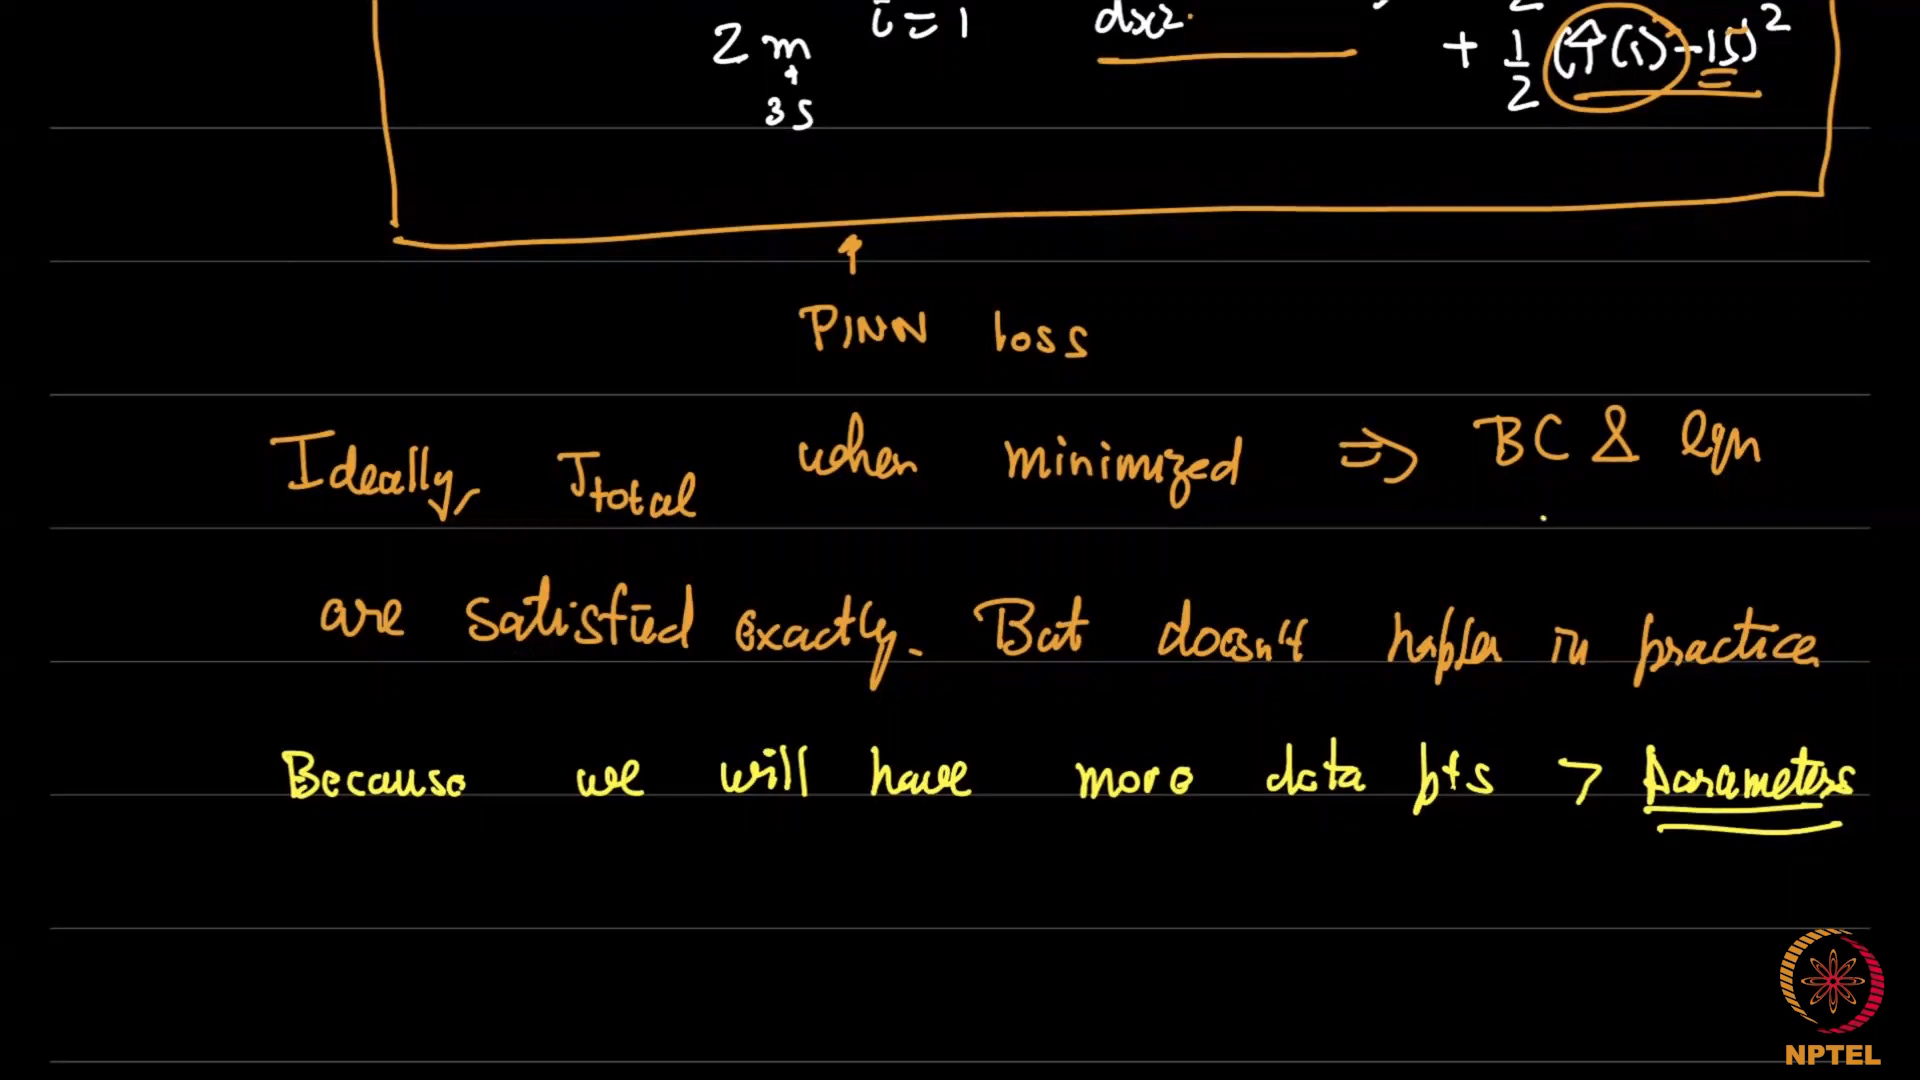 2m i=1 dx²
+ 1/2 (T(1) - 15)²
35
PINN loss
Ideally, Jtotal when minimized ⇒ BC & eqn
are satisfied exactly. But doesn't happen in practice
Because we will have more data pts > parameters
NPTEL